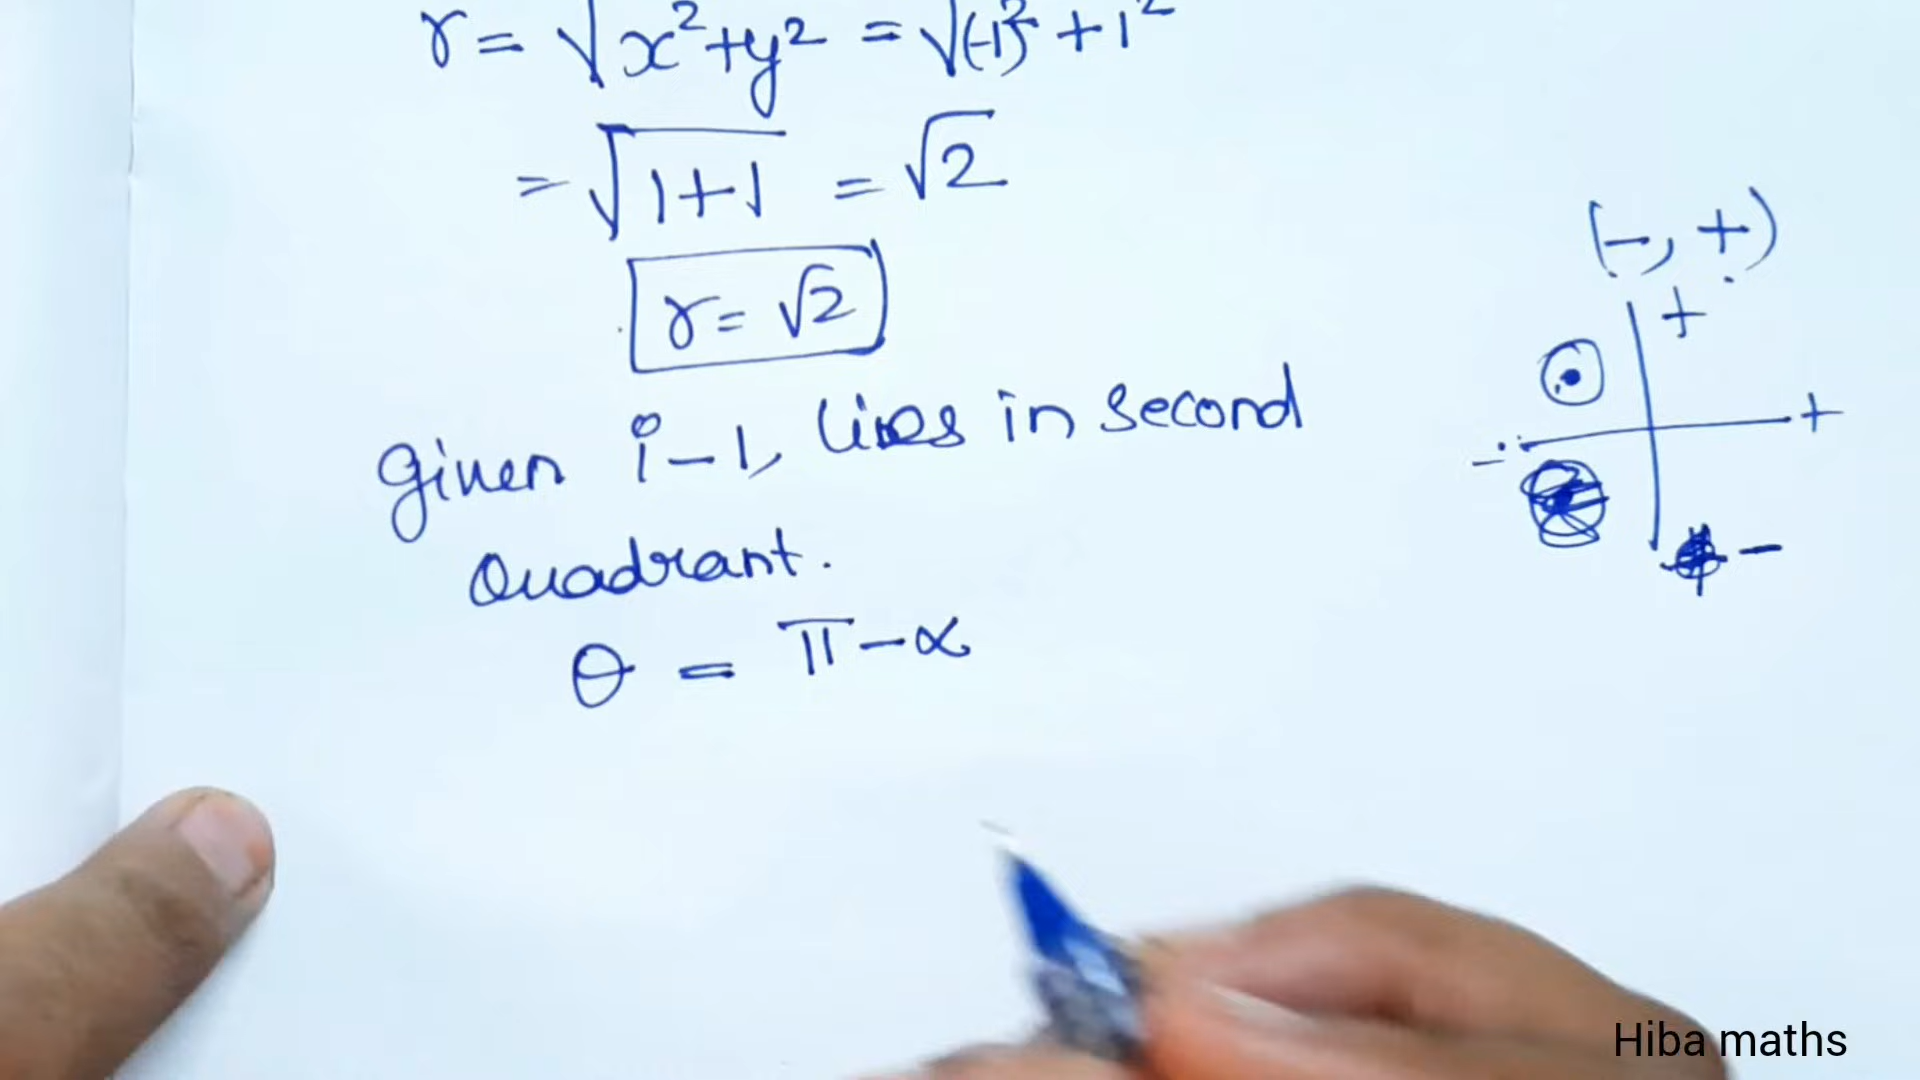 r = √x²+y² = √(-1)² + 1²
= √1+1 = √2
r = √2
(-, +)
+
- +
-
given i-1, lies in second
Quadrant.
θ = π-α
Hiba maths